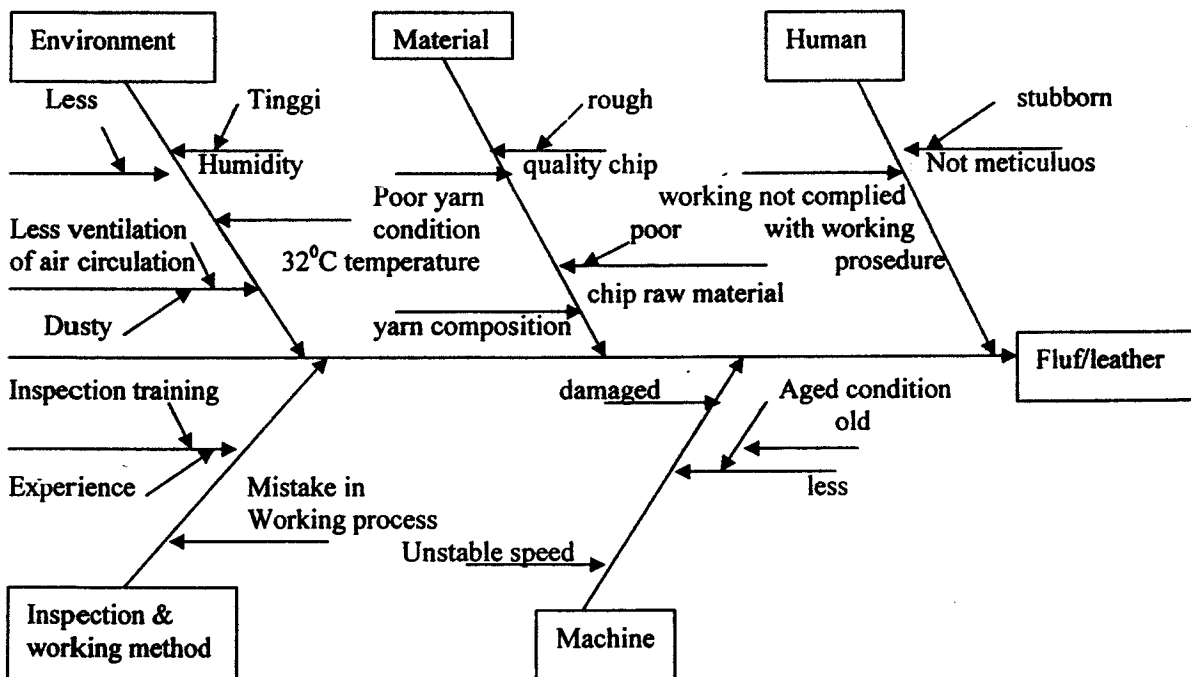 Environment
Material
Human
Less
Tinggi
rough
stubborn
Humidity
quality chip
Not meticuluos
Less ventilation
of air circulation
Poor yarn
condition
32⁰C temperature
working not complied
with working
prosedure
poor
Dusty
chip raw material
yarn composition
Fluf/leather
Inspection training
damaged
Aged condition
old
Experience
less
Mistake in
Working process
Unstable speed
Inspection &
working method
Machine